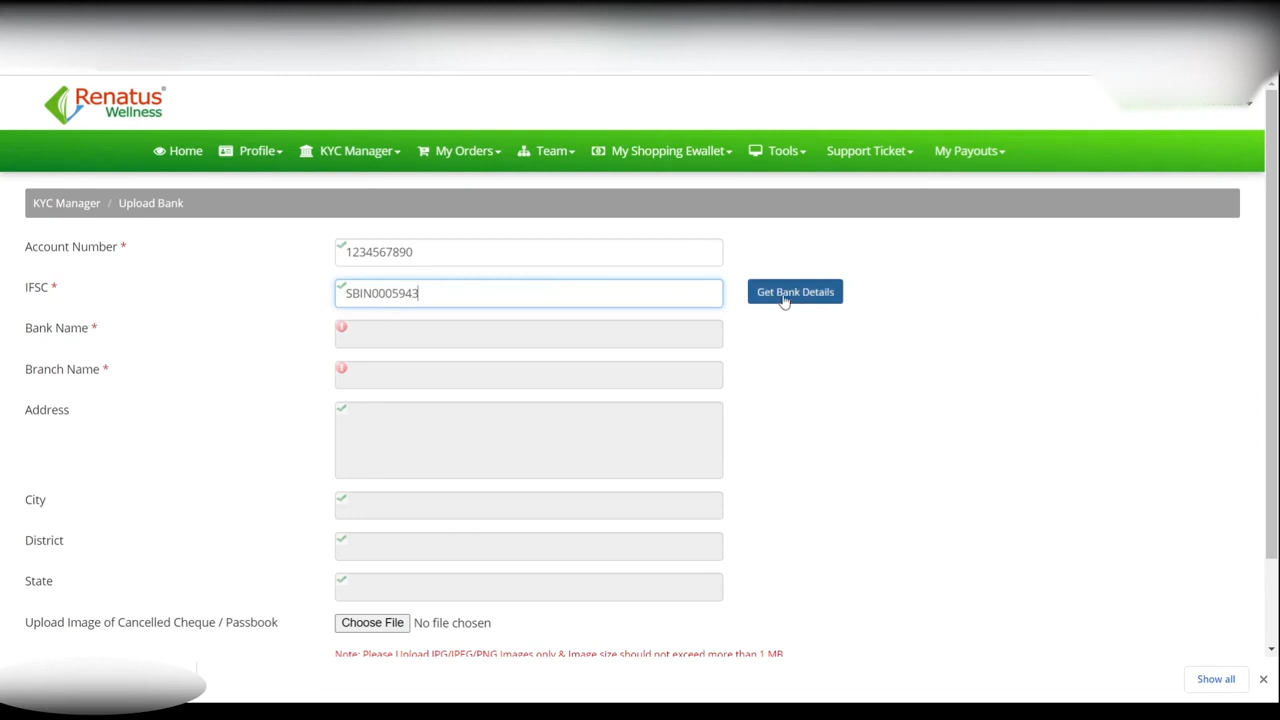 Renatus
Wellness
Home Profile KYC Manager My Orders Team My Shopping Ewallet Tools Support Ticket My Payouts
KYC Manager / Upload Bank
Account Number * 1234567890
IFSC * SBIN0005943 Get Bank Details
Bank Name *
Branch Name *
Address
City
District
State
Upload Image of Cancelled Cheque / Passbook Choose File No file chosen
Note: Please Upload JPG/JPEG/PNG Images only & Image size should not exceed more than 1 MB
Show all